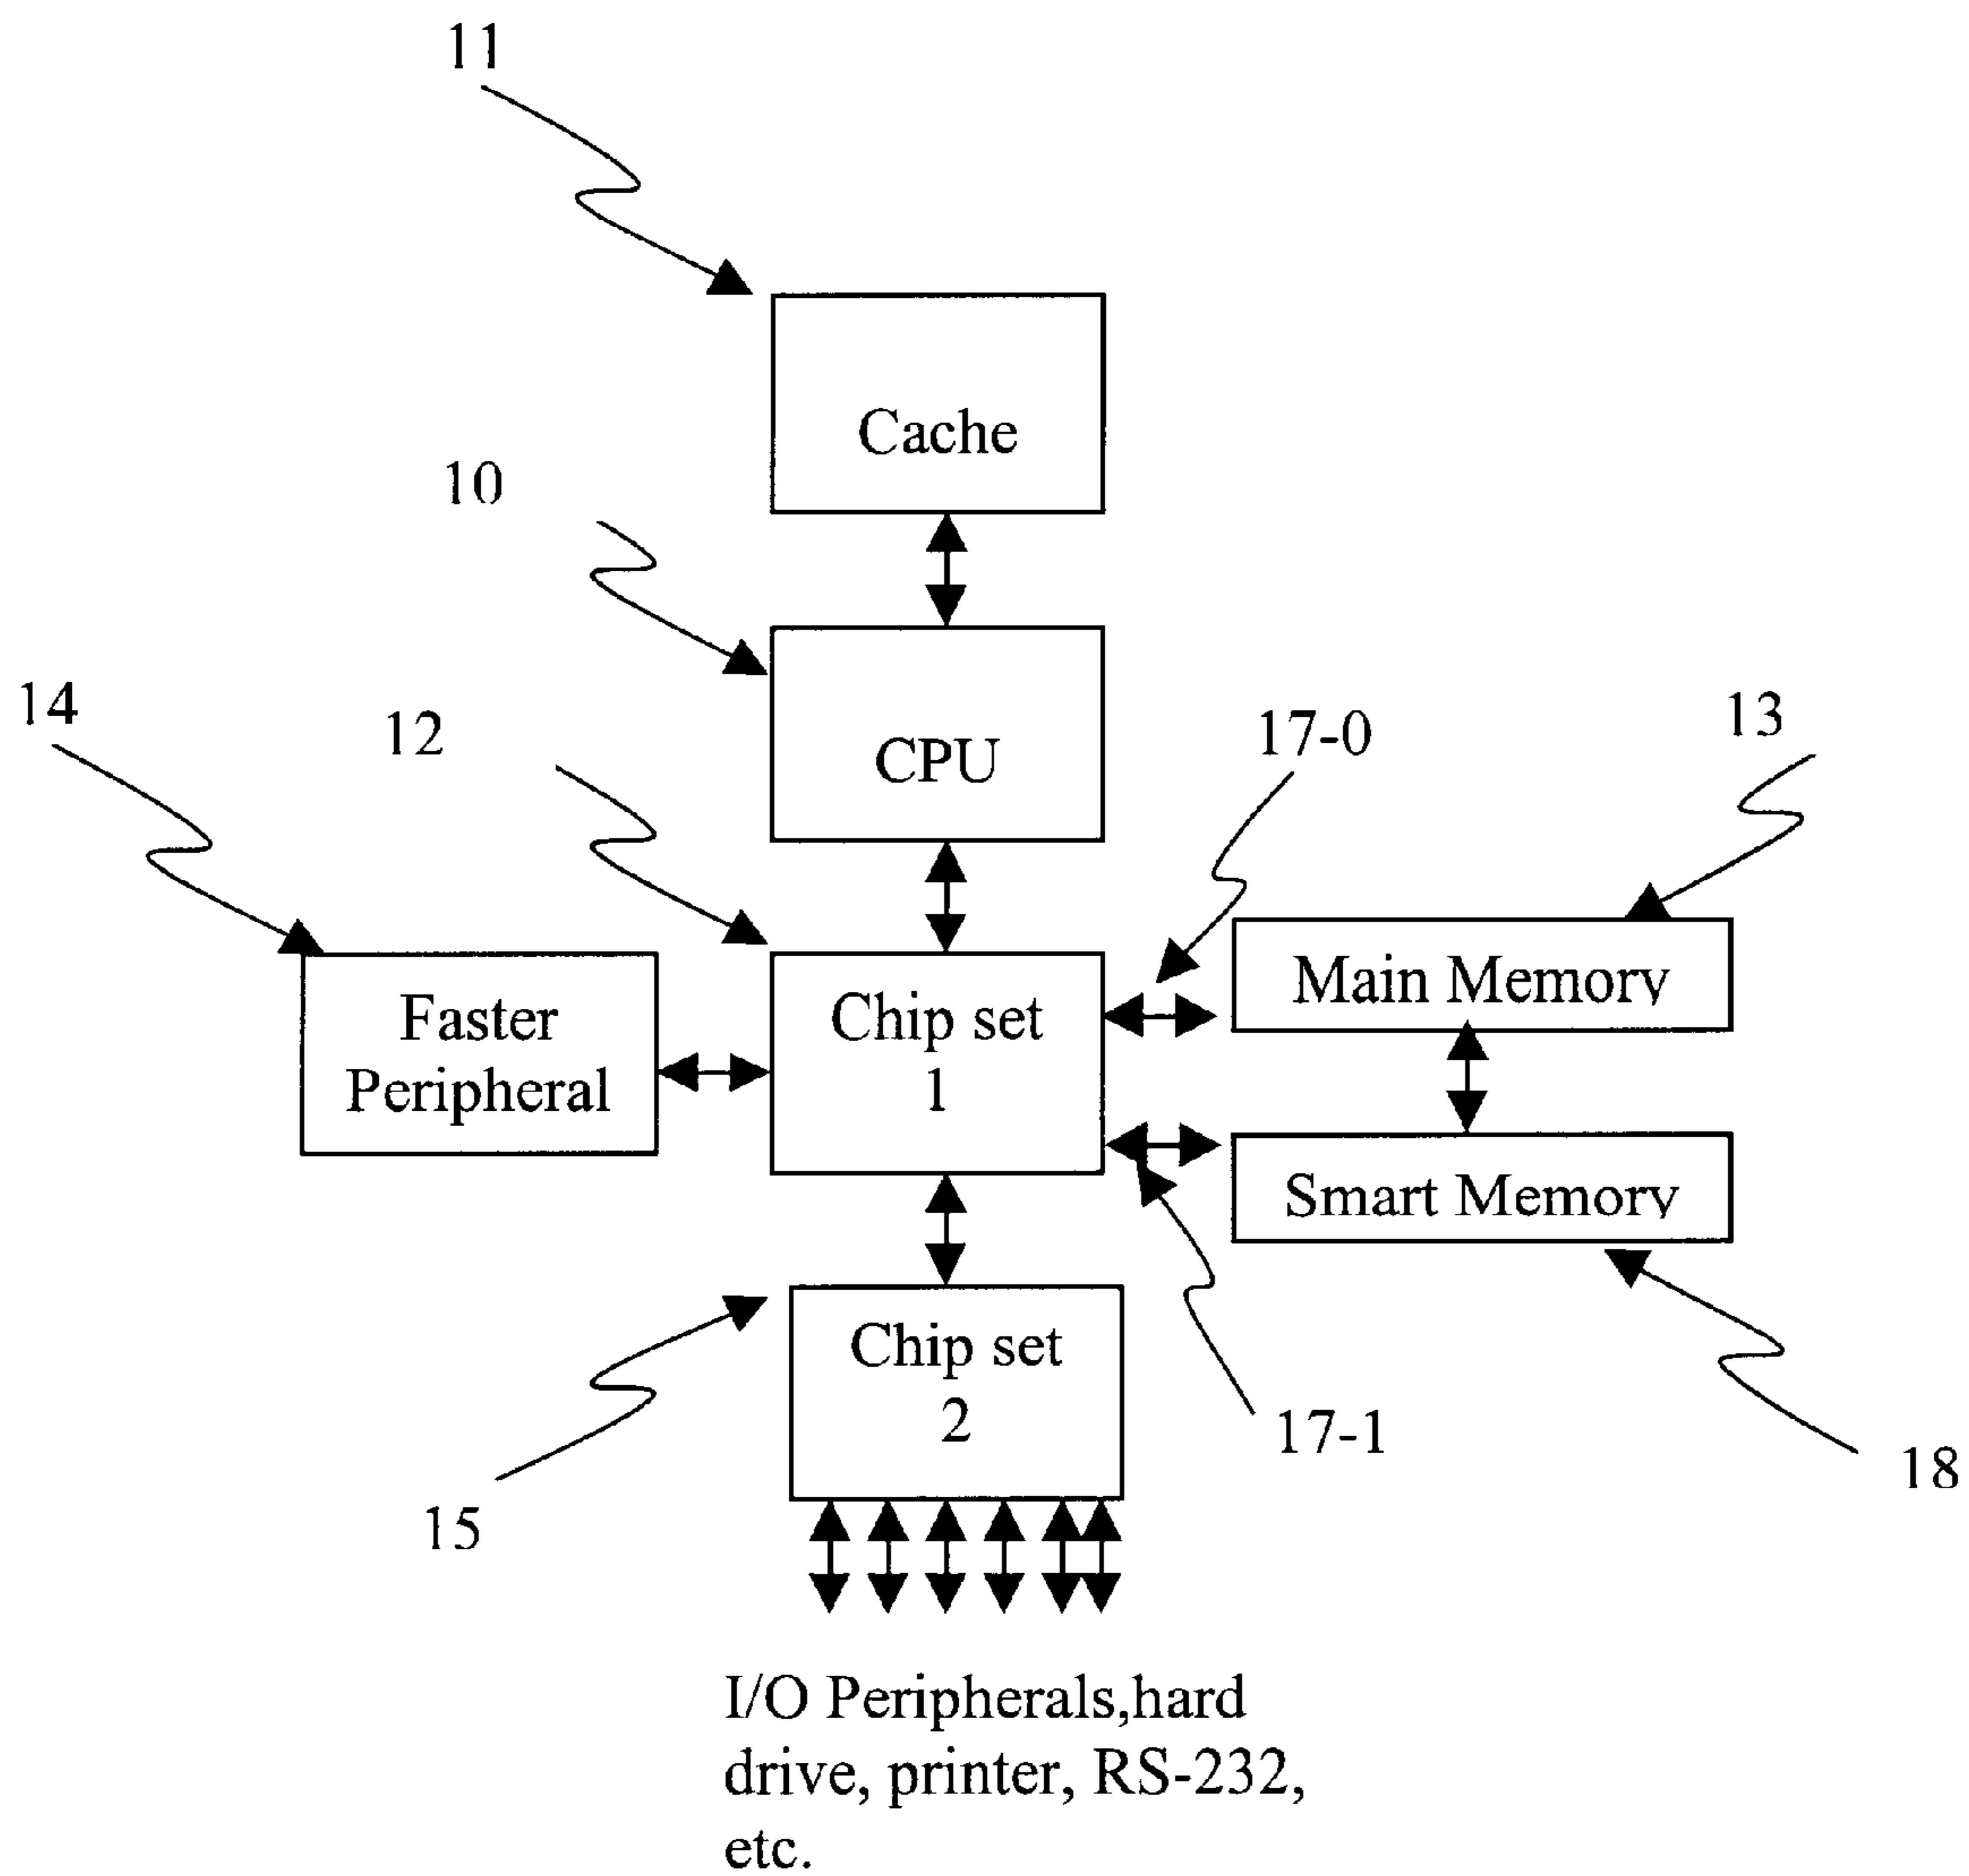 11
Cache
10
CPU
14
12
17-0
13
Main Memory
Faster
Peripheral
Chip set
1
Smart Memory
Chip set
2
17-1
18
15
I/O Peripherals,hard
drive, printer, RS-232,
etc.